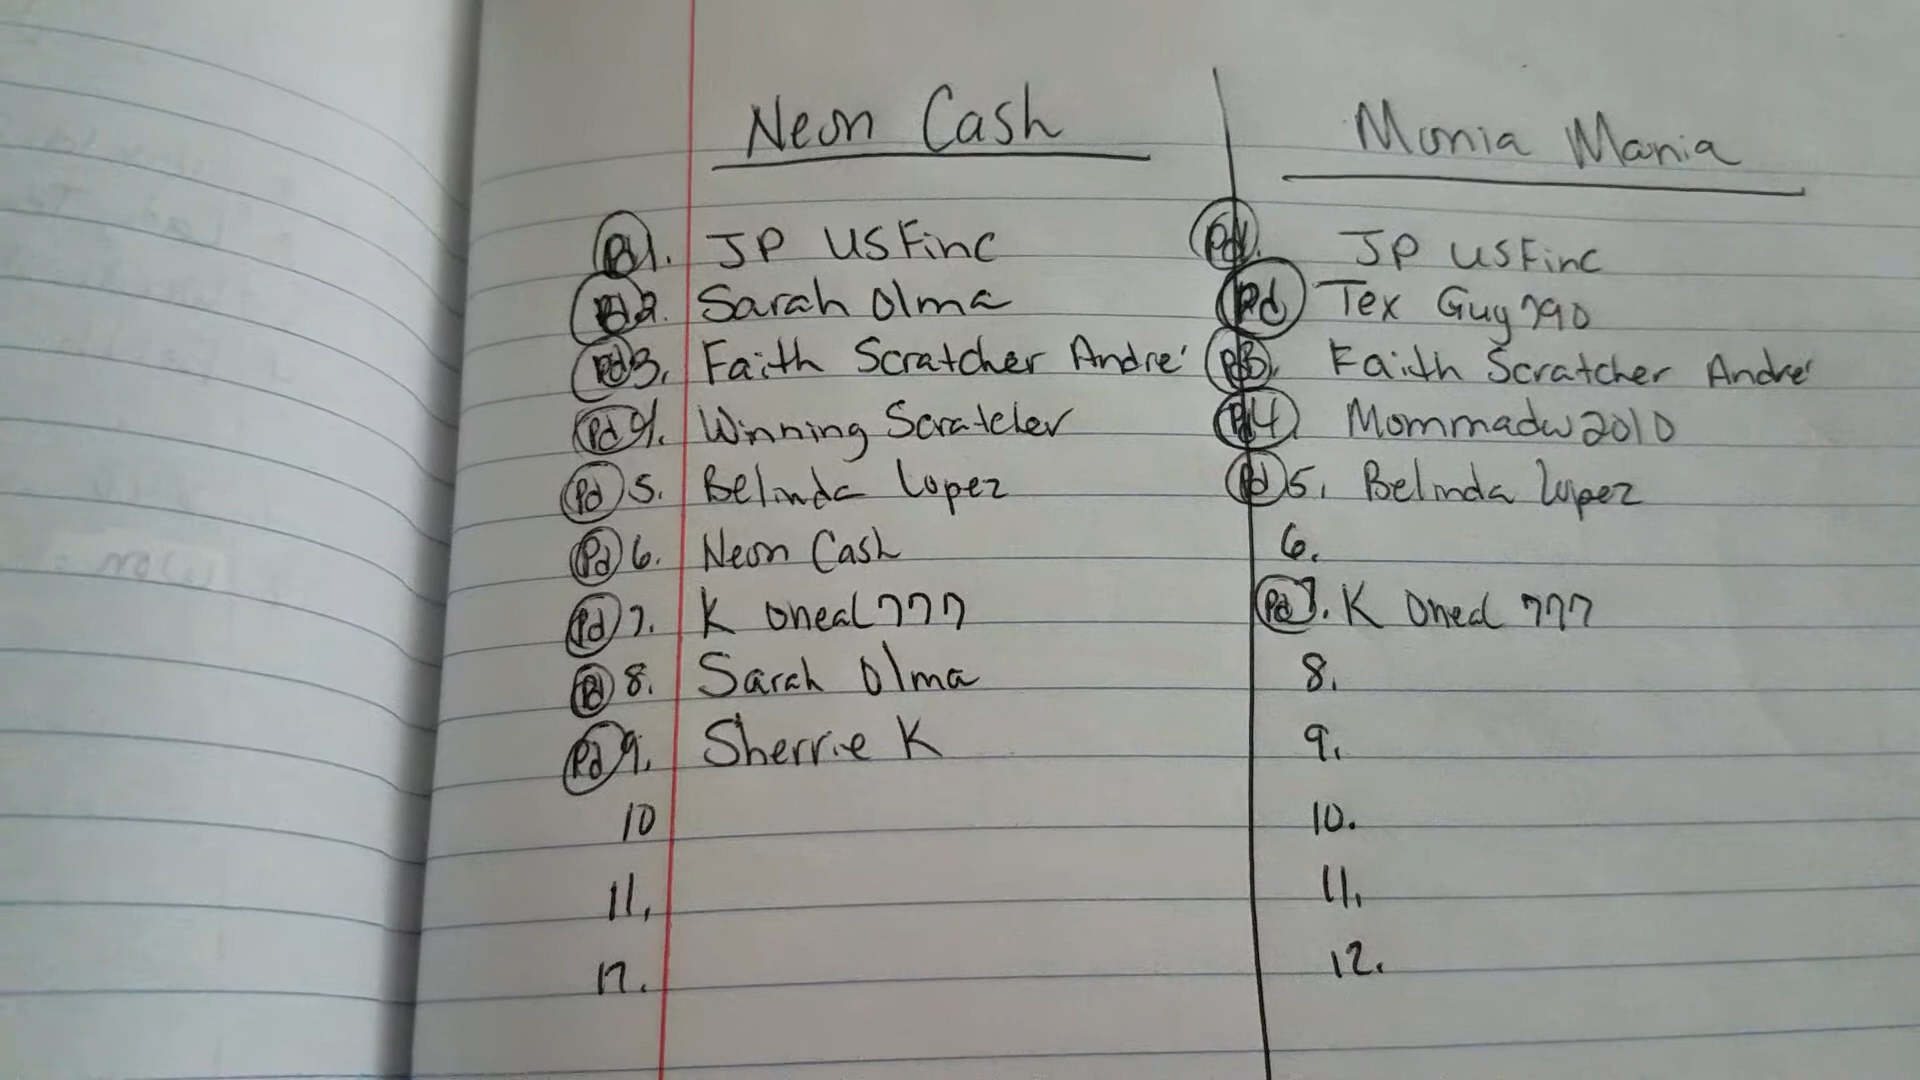 Neon Cash
Pd 1. JP USFinc
Pd 2. Sarah Olma
Pd 3. Faith Scratcher Andre'
Pd 4. Winning Scratcler
Pd 5. Belinda Lopez
Pd 6. Neon Cash
Pd 7. K Oneal 777
Pd 8. Sarah Olma
Pd 9. Sherrie K
10
11.
12.
Monia Mania
Pd 1. JP USFinc
Pd Tex Guy 790
Pd 3. Faith Scratcher Andre'
Pd 4. Mommadw2010
Pd 5. Belinda Lopez
6.
Pd 7. K Oneal 777
8.
9.
10.
11.
12.